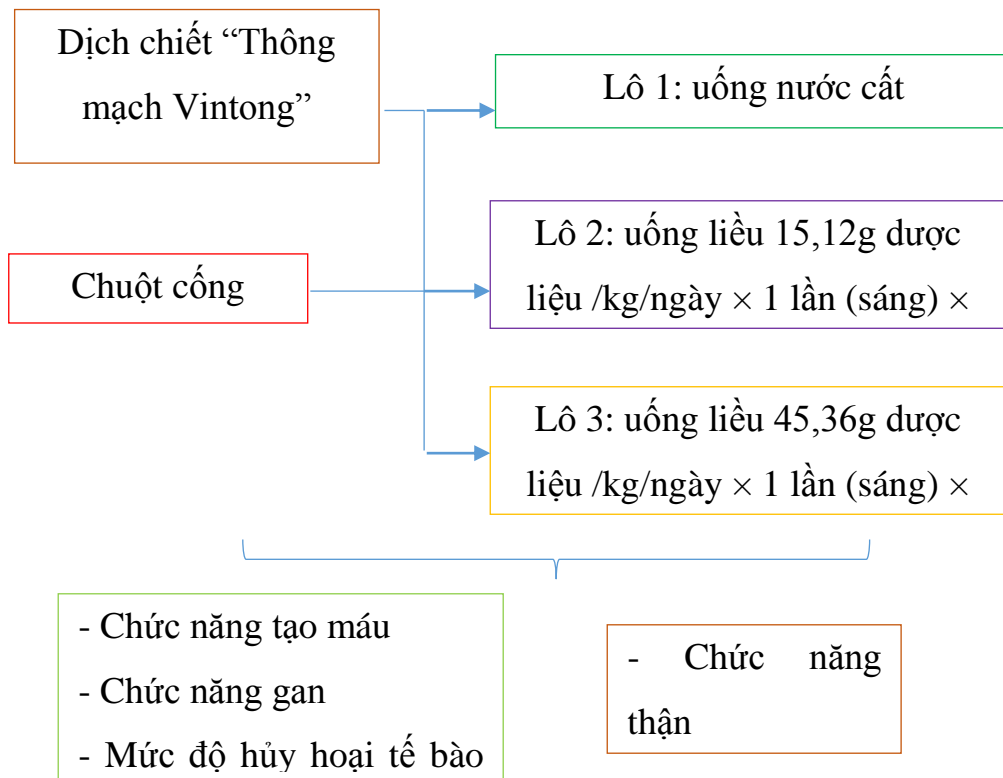 Dịch chiết “Thông
mạch Vintong”
Lô 1: uống nước cất
Chuột cống
Lô 2: uống liều 15,12g dược
liệu /kg/ngày × 1 lần (sáng) ×
Lô 3: uống liều 45,36g dược
liệu /kg/ngày × 1 lần (sáng) ×
- Chức năng tạo máu
- Chức năng gan
- Mức độ hủy hoại tế bào
- Chức năng
thận